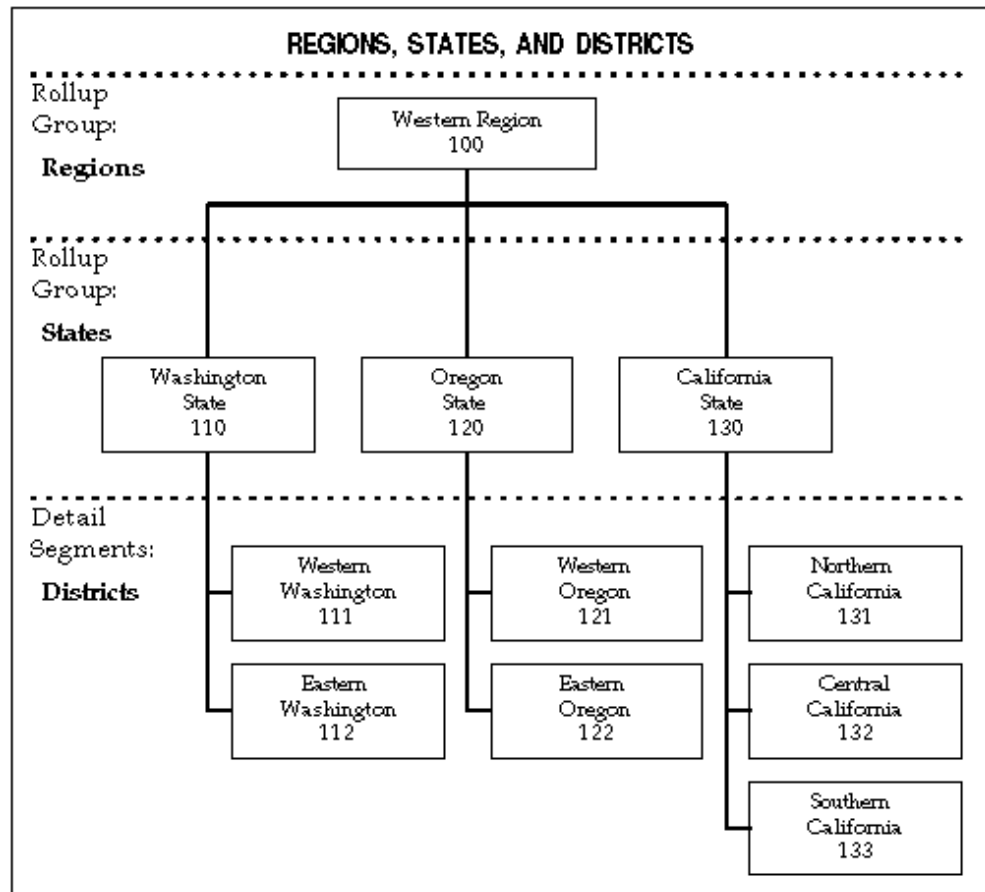 REGIONS, STATES, AND DISTRICTS
Rollup
Group:
Regions
Western Region
100
Rollup
Group:
States
Washington
State
110
Oregon
State
120
California
State
130
Detail
Segments:
Districts
Western
Washington
111
Western
Oregon
121
Northern
California
131
Eastern
Washington
112
Eastern
Oregon
122
Central
California
132
Southern
California
133